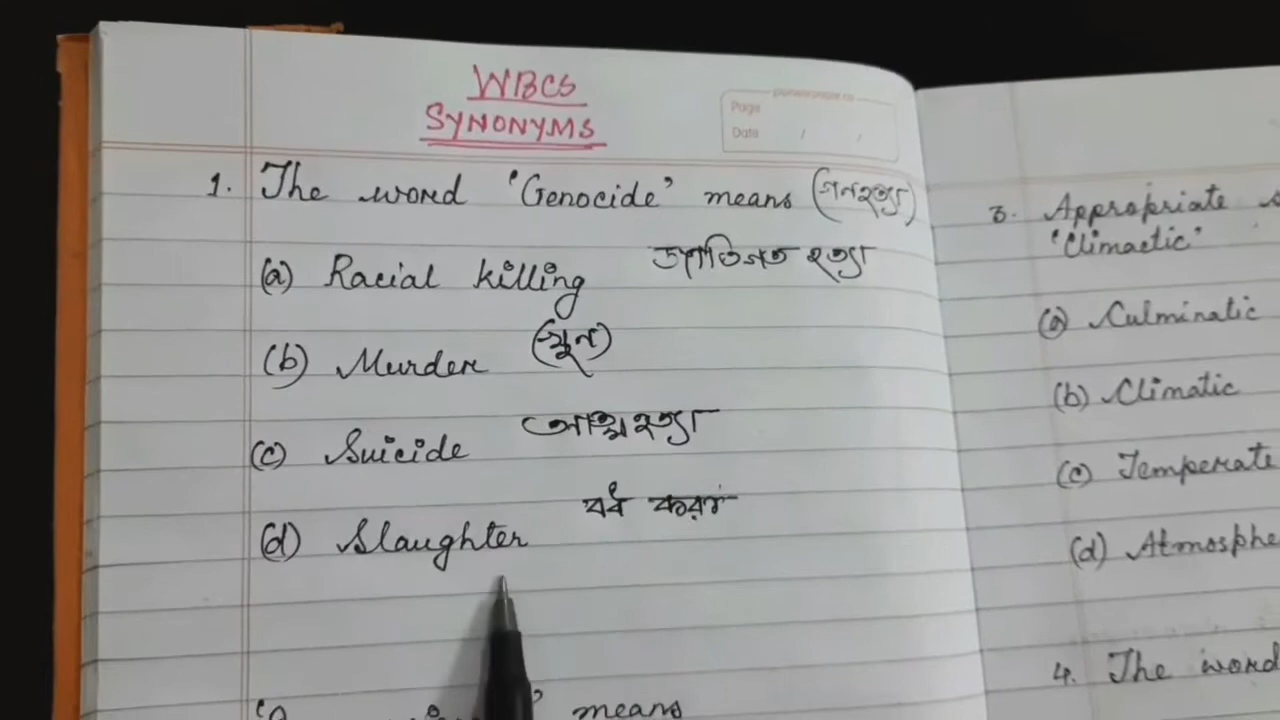 WBCS
SYNONYMS
Page
Date / /
1. The word 'Genocide' means (গনহত্যা)
(a) Racial killing জাতিগত হত্যা
(b) Murder (খুন)
(c) Suicide আত্মহত্যা
(d) Slaughter বধ করা
means
3. Appropriate
'Climactic'
(a) Culminatic
(b) Climatic
(c) Temperate
(d) Atmosphe
4. The word